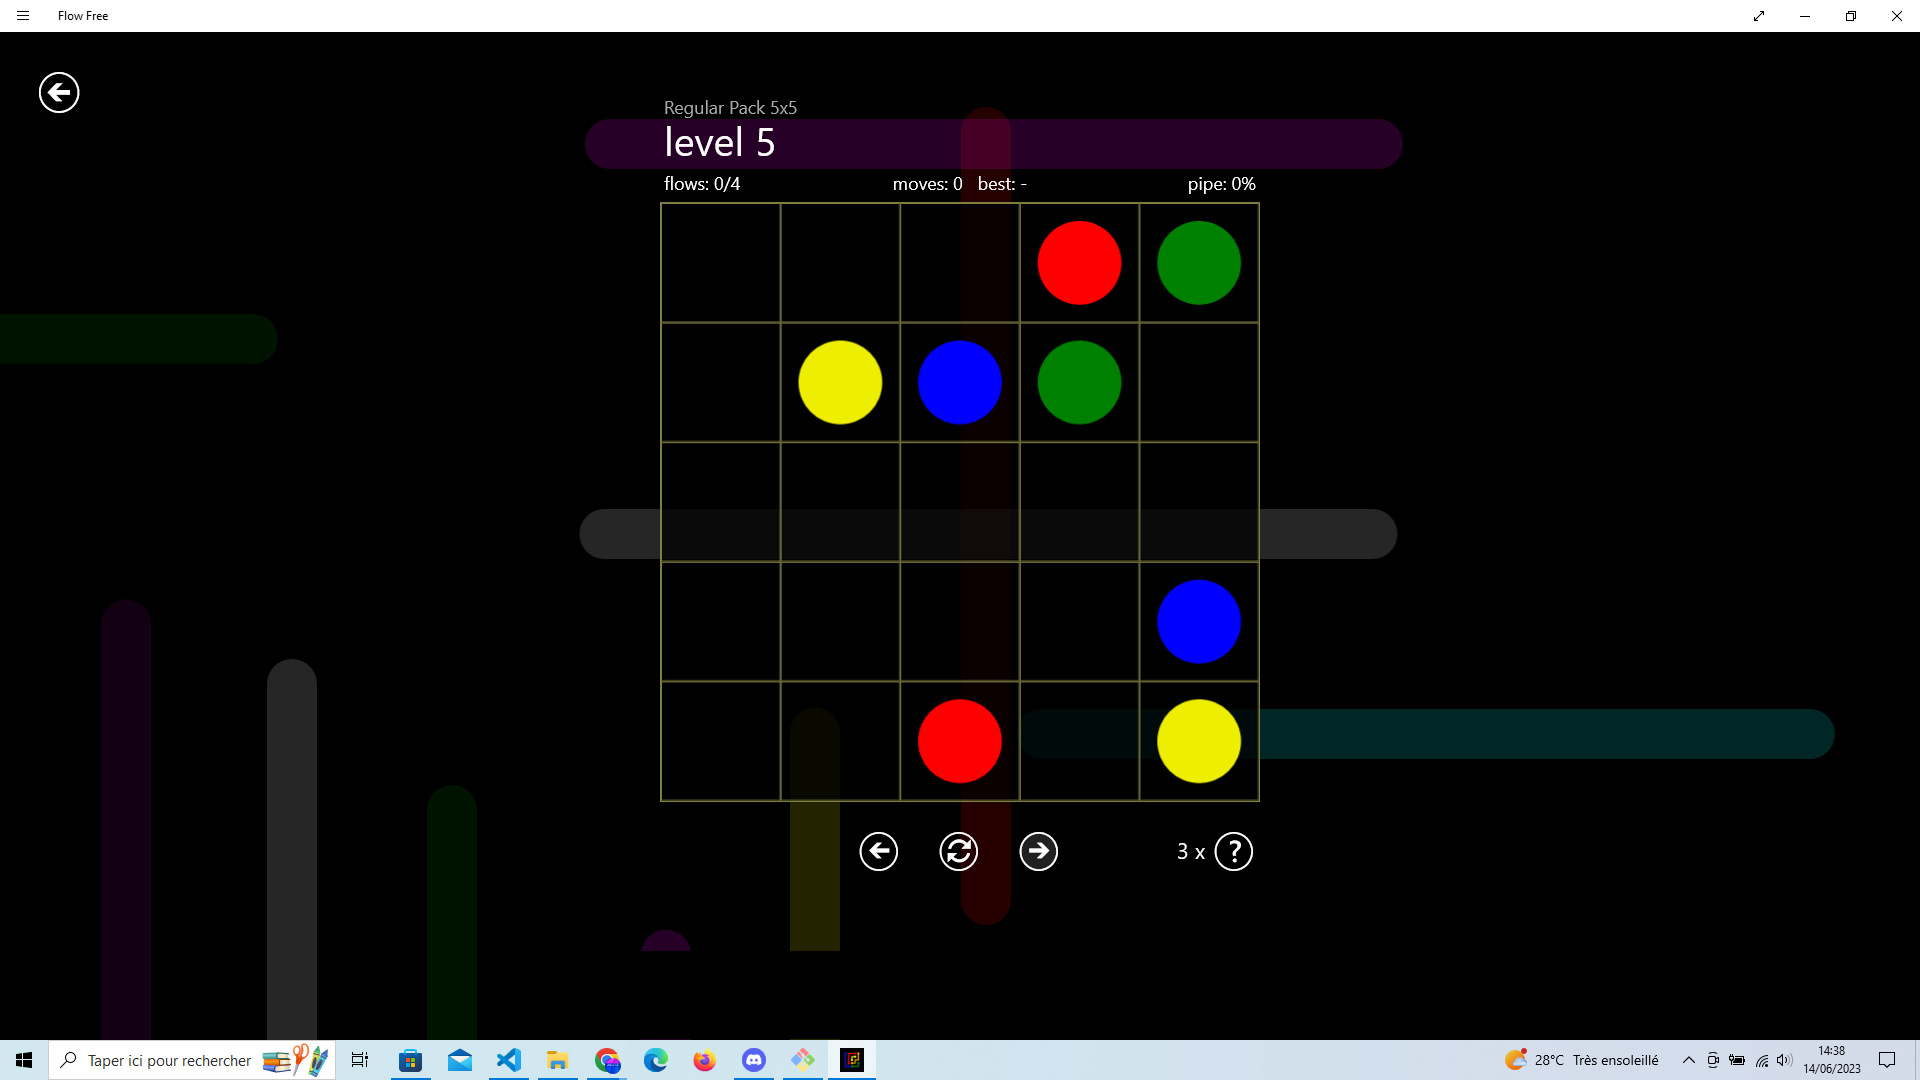 Flow Free
Regular Pack 5x5
level 5
flows: 0/4 moves: 0 best: - pipe: 0%
3 x ?
Taper ici pour rechercher
28°C Très ensoleillé
14:38
14/06/2023